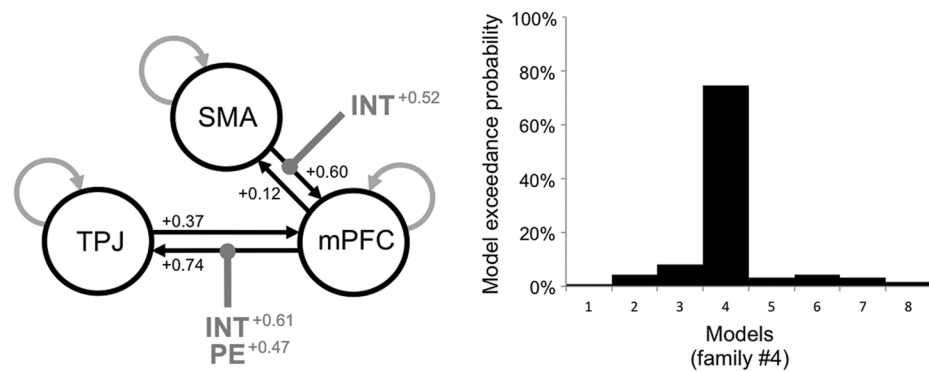 SMA
INT +0.52
+0.60
+0.12
TPJ
+0.37
mPFC
+0.74
INT +0.61
PE +0.47
Model exceedance probability
100%
80%
60%
40%
20%
0%
1 2 3 4 5 6 7 8
Models
(family #4)